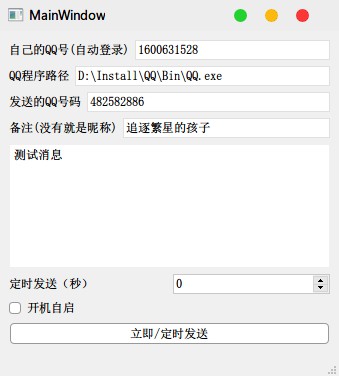 MainWindow
自己的QQ号(自动登录) 1600631528
QQ程序路径 D:\Install\QQ\Bin\QQ.exe
发送的QQ号码 482582886
备注(没有就是昵称) 追逐繁星的孩子
测试消息
定时发送（秒） 0
开机自启
立即/定时发送